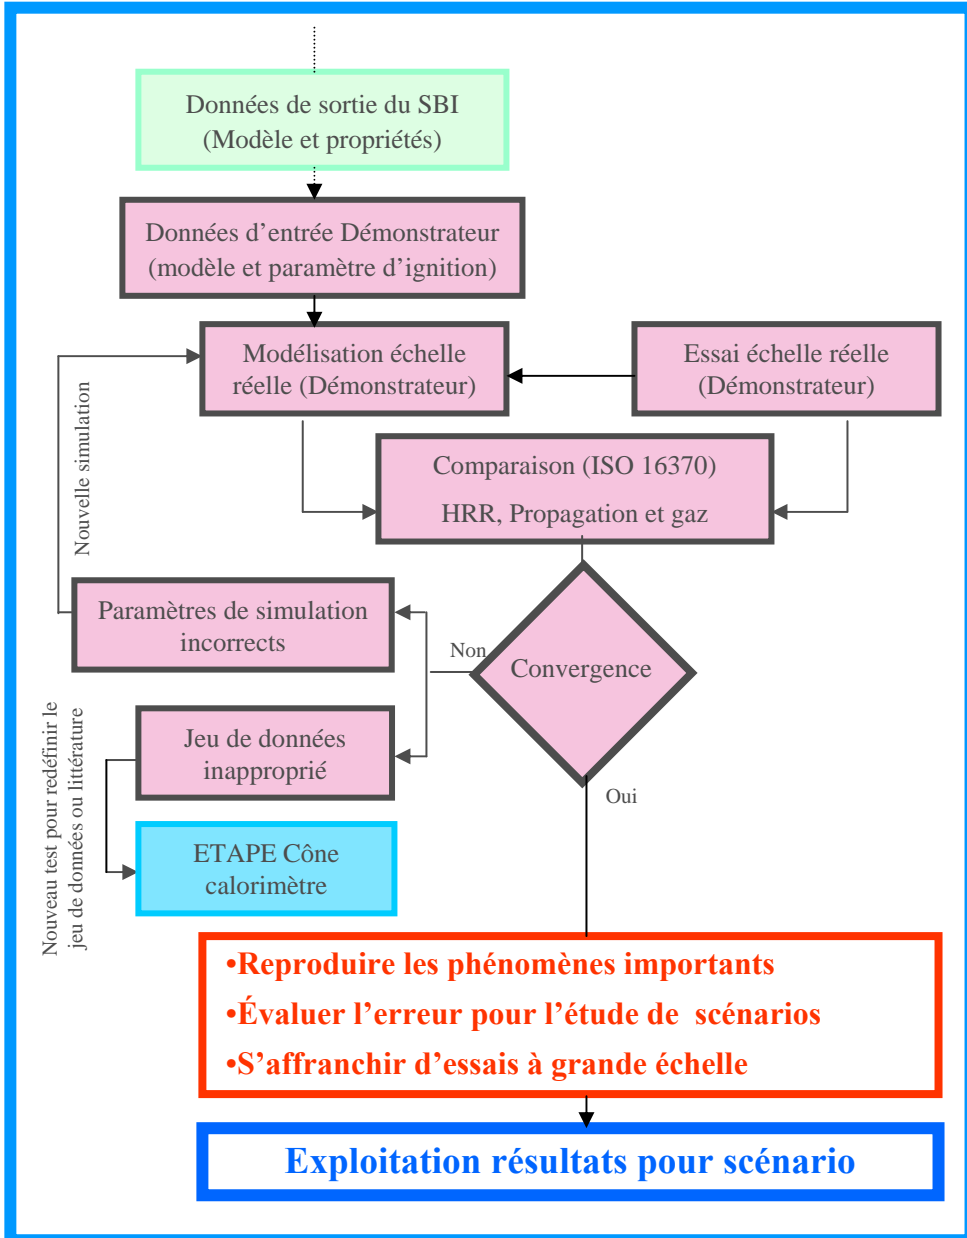 Données de sortie du SBI
(Modèle et propriétés)
Données d'entrée Démonstrateur
(modèle et paramètre d'ignition)
Modélisation échelle
réelle (Démonstrateur)
Essai échelle réelle
(Démonstrateur)
Nouvelle simulation
Comparaison (ISO 16370)
HRR, Propagation et gaz
Paramètres de simulation
incorrects
Non
Convergence
Jeu de données
inapproprié
Oui
Nouveau test pour redéfinir le
jeu de données ou littérature
ETAPE Cône
calorimètre
•Reproduire les phénomènes importants
•Évaluer l'erreur pour l'étude de scénarios
•S'affranchir d'essais à grande échelle
Exploitation résultats pour scénario